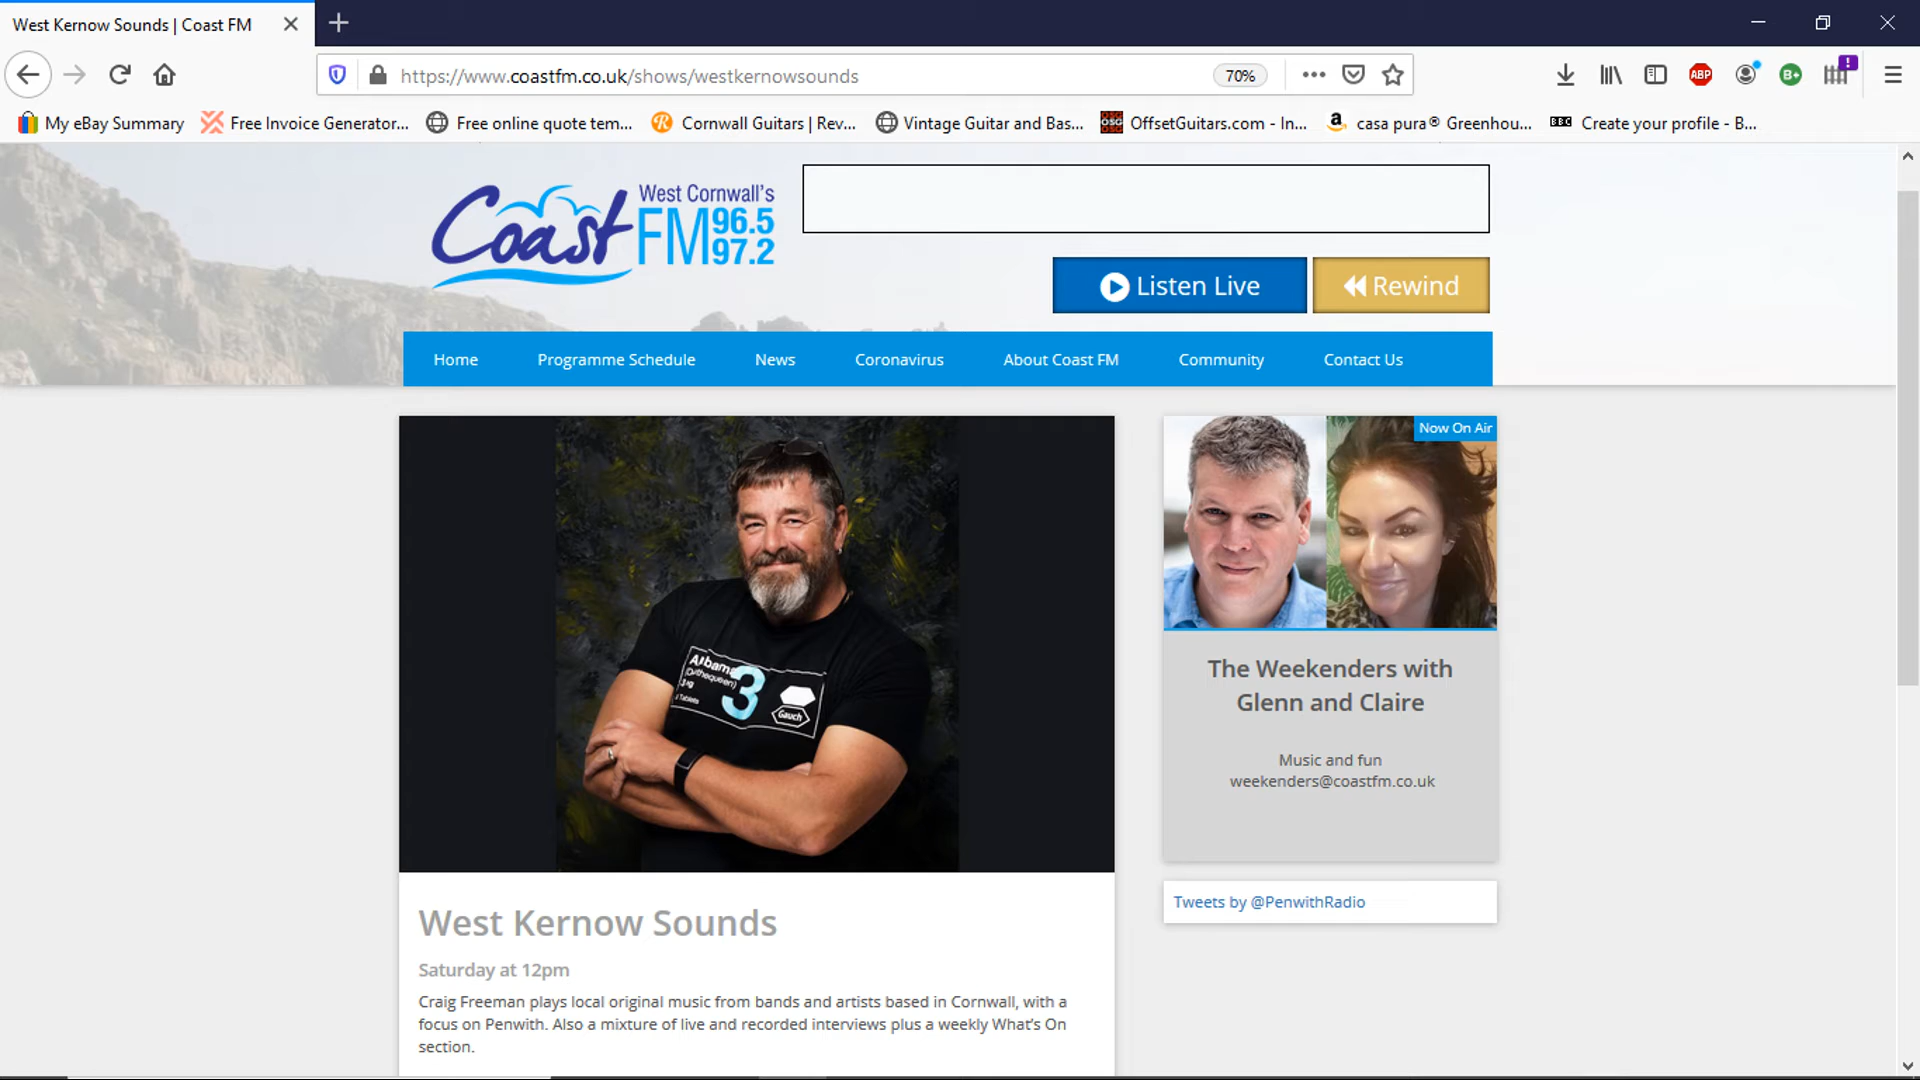 West Kernow Sounds | Coast FM
https://www.coastfm.co.uk/shows/westkernowsounds
70%
My eBay Summary
Free Invoice Generator...
Free online quote tem...
Cornwall Guitars | Rev...
Vintage Guitar and Bas...
OffsetGuitars.com - In...
casa pura® Greenhou...
Create your profile - B...
Coast
West Cornwall's
FM 96.5
97.2
Listen Live
Rewind
Home
Programme Schedule
News
Coronavirus
About Coast FM
Community
Contact Us
Alabama
3
Gauch
Now On Air
The Weekenders with
Glenn and Claire
Music and fun
weekenders@coastfm.co.uk
Tweets by @PenwithRadio
West Kernow Sounds
Saturday at 12pm
Craig Freeman plays local original music from bands and artists based in Cornwall, with a
focus on Penwith. Also a mixture of live and recorded interviews plus a weekly What's On
section.